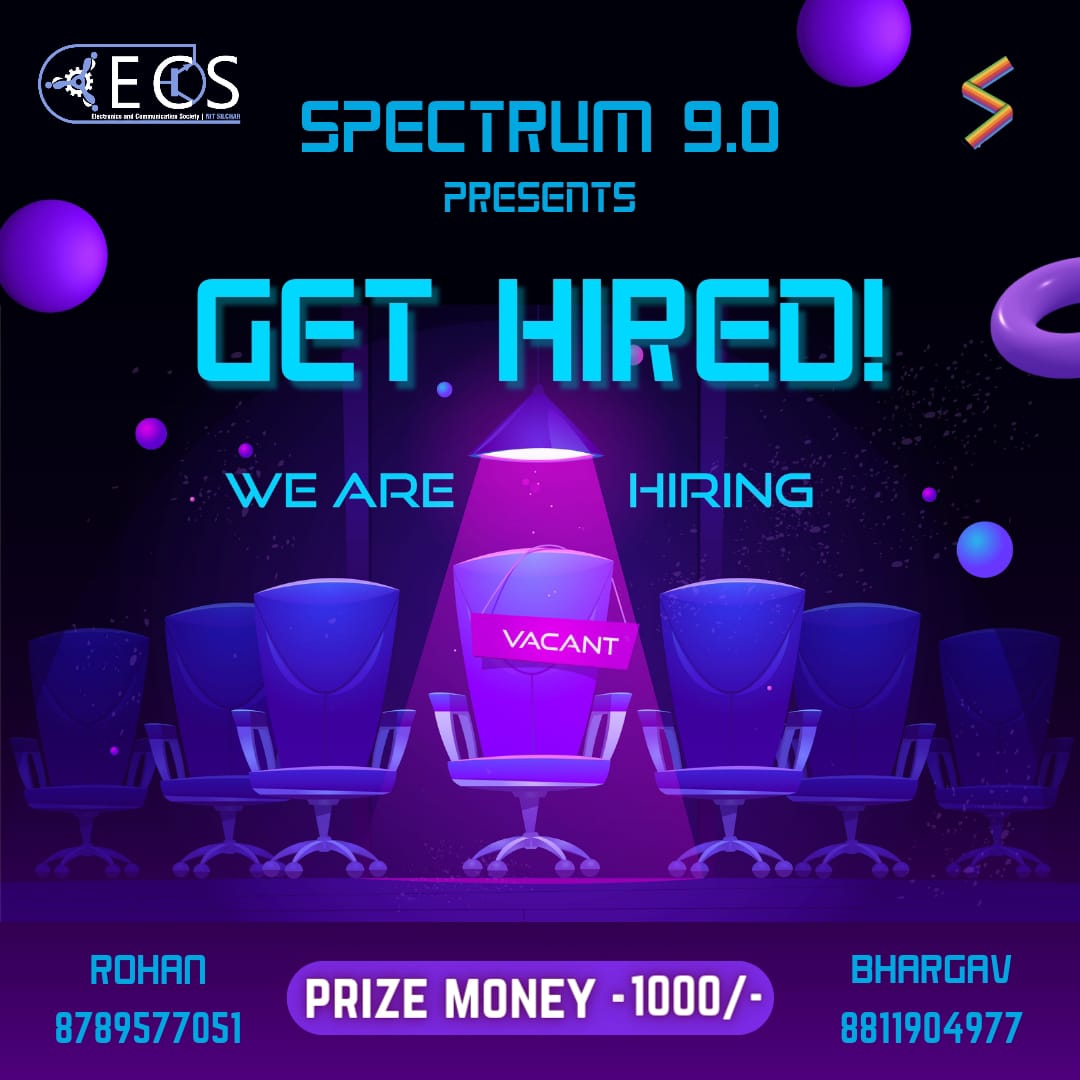 ECS
Electronics and Communication Society | NIT SILCHAR
SPECTRUM 9.0
PRESENTS
GET HIRED!
WE ARE HIRING
VACANT
ROHAN
8789577051
PRIZE MONEY -1000/-
BHARGAV
8811904977